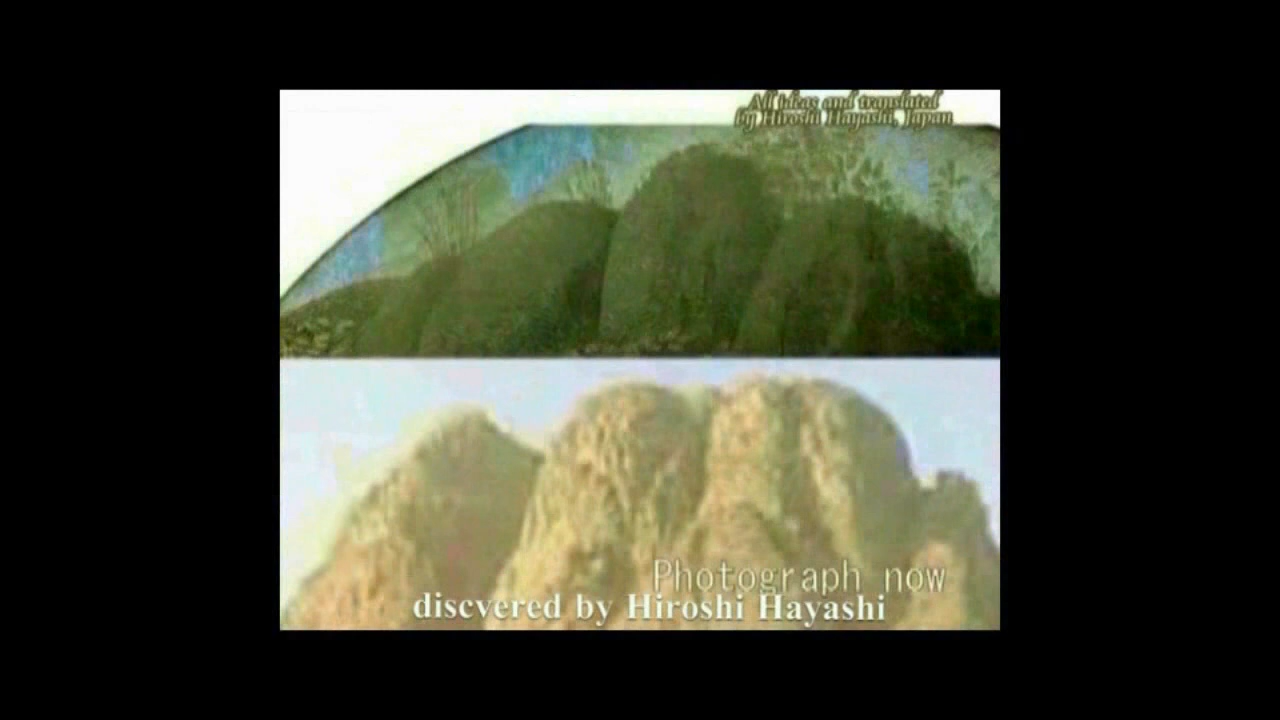 All ideas and translated
by Hiroshi Hayashi, Japan
Photograph now
discvered by Hiroshi Hayashi